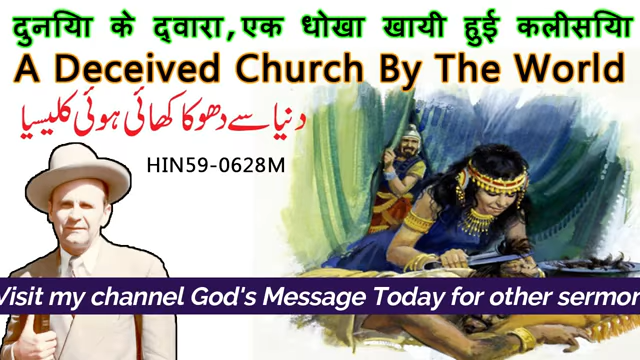 दुनिया के द्वारा,एक धोखा खायी हुई कलीसिया
A Deceived Church By The World
دنیا سے دھوکا کھائی ہوئی کلیسیا
HIN59-0628M
Visit my channel God's Message Today for other sermon